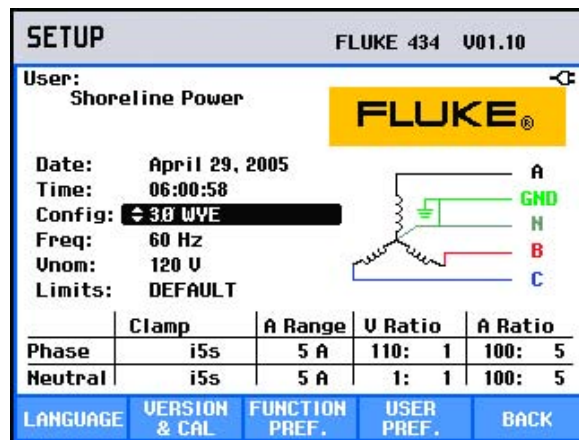 SETUP FLUKE 434 V01.10
User:
Shoreline Power
FLUKE®
Date: April 29, 2005
Time: 06:00:58
Config: 3Ø WYE
Freq: 60 Hz
Vnom: 120 V
Limits: DEFAULT
A
GND
N
B
C
Clamp A Range V Ratio A Ratio
Phase i5s 5 A 110: 1 100: 5
Neutral i5s 5 A 1: 1 100: 5
LANGUAGE VERSION & CAL FUNCTION PREF. USER PREF. BACK